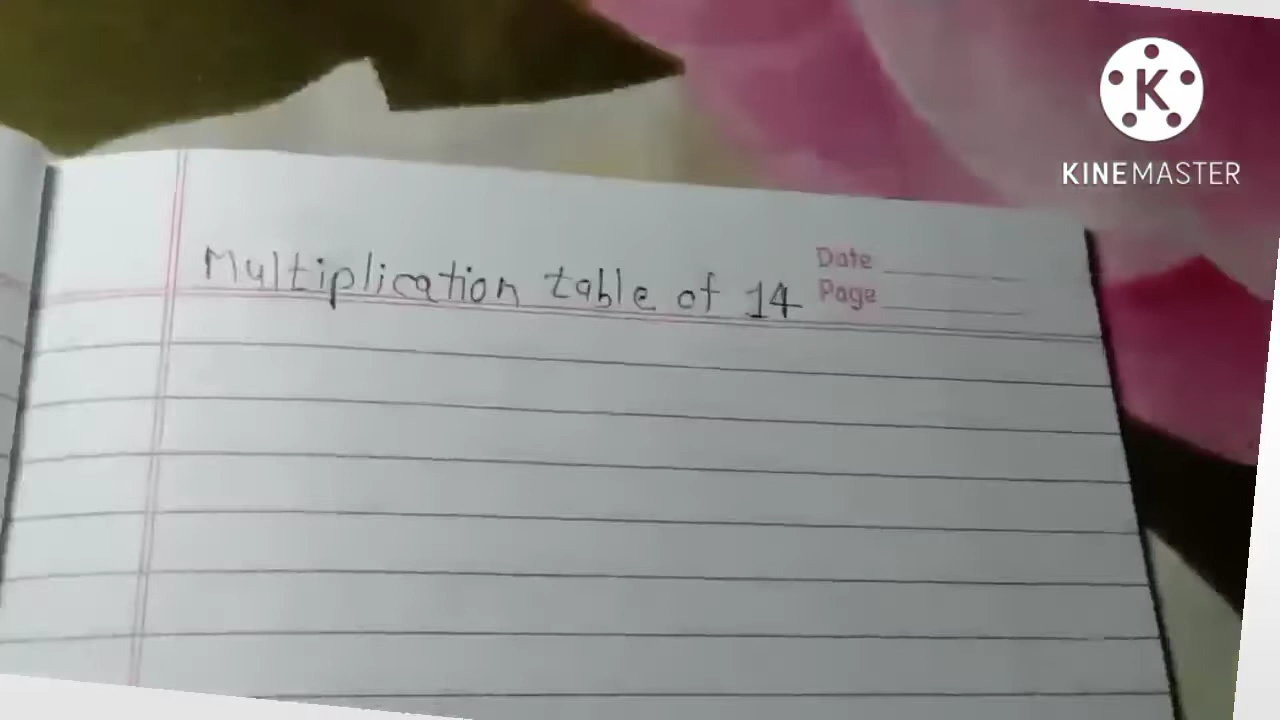 K
KINEMASTER
Multiplication table of 14
Date
Page